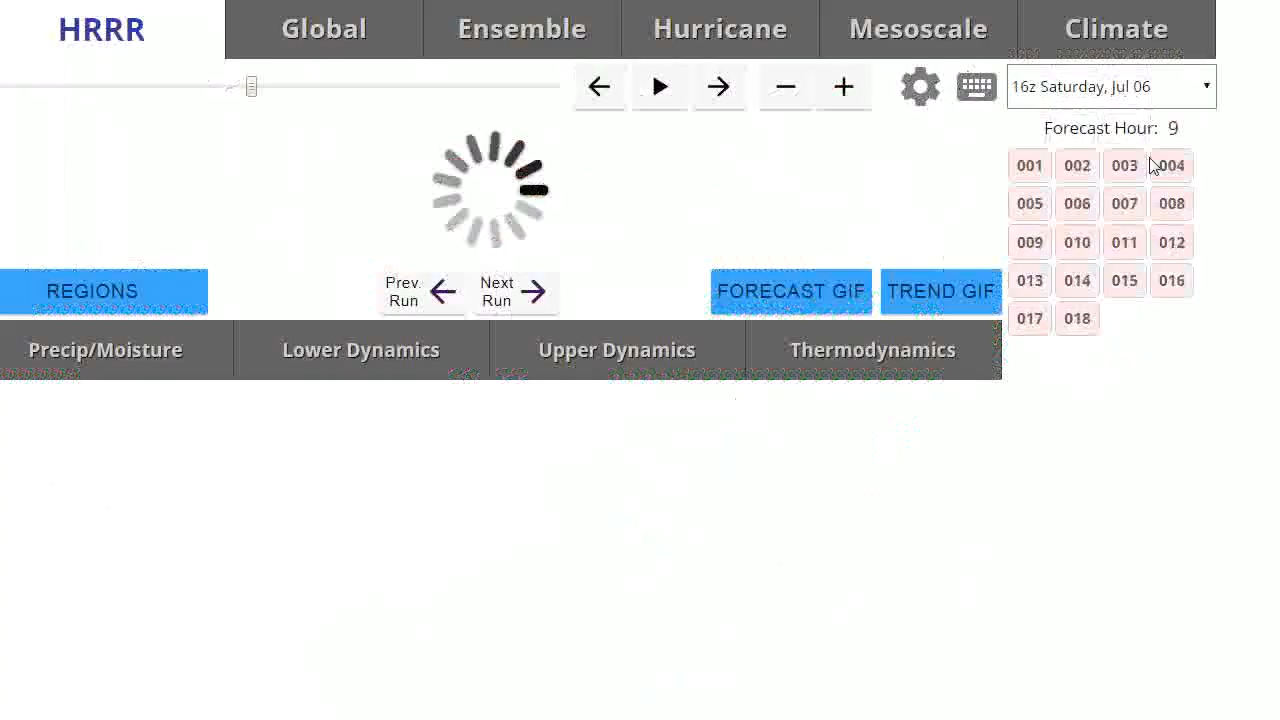 HRRR Global Ensemble Hurricane Mesoscale Climate
16z Saturday, Jul 06
Forecast Hour: 9
001 002 003 004
005 006 007 008
009 010 011 012
013 014 015 016
017 018
REGIONS
Prev. Run
Next Run
FORECAST GIF
TREND GIF
Precip/Moisture Lower Dynamics Upper Dynamics Thermodynamics